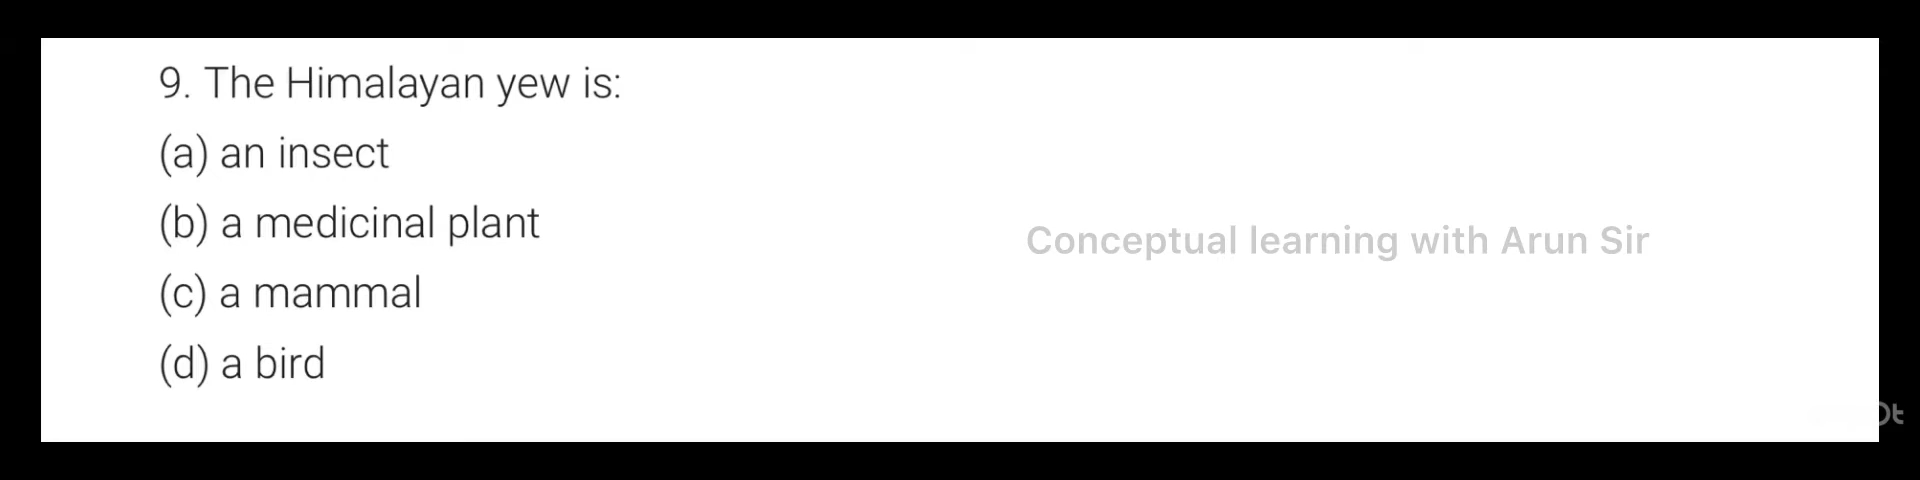 9. The Himalayan yew is:
(a) an insect
(b) a medicinal plant
Conceptual learning with Arun Sir
(c) a mammal
(d) a bird